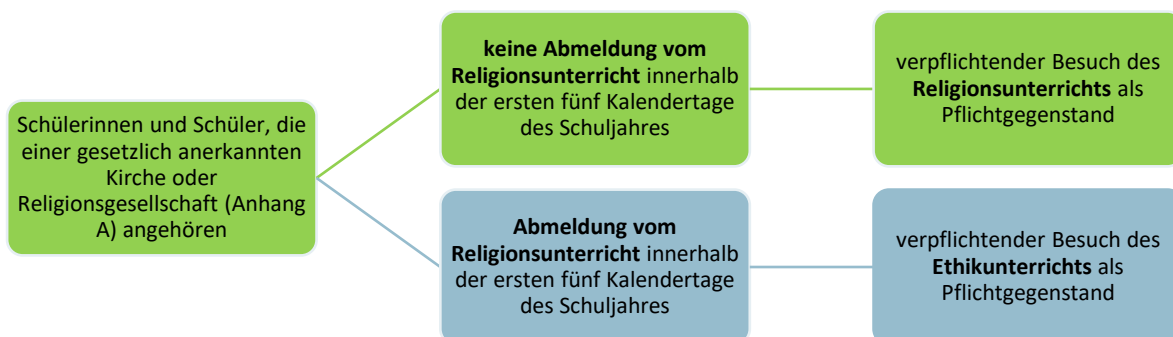 Schülerinnen und Schüler, die
einer gesetzlich anerkannten
Kirche oder
Religionsgesellschaft (Anhang
A) angehören
keine Abmeldung vom
Religionsunterricht innerhalb
der ersten fünf Kalendertage
des Schuljahres
verpflichtender Besuch des
Religionsunterrichts als
Pflichtgegenstand
Abmeldung vom
Religionsunterricht innerhalb
der ersten fünf Kalendertage
des Schuljahres
verpflichtender Besuch des
Ethikunterrichts als
Pflichtgegenstand